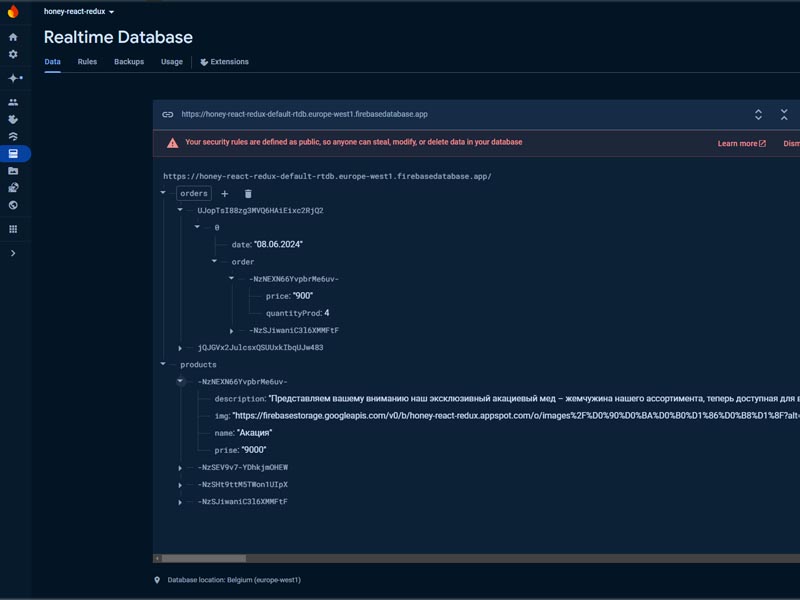 honey-react-redux
Realtime Database
Data Rules Backups Usage Extensions
https://honey-react-redux-default-rtdb.europe-west1.firebasedatabase.app
Your security rules are defined as public, so anyone can steal, modify, or delete data in your database
Learn more Dism
https://honey-react-redux-default-rtdb.europe-west1.firebasedatabase.app/
orders
UJopTsI88zg3MVQ6HAiEixc2RjQ2
0
date: "08.06.2024"
order
-NzNEXN66YvpbrMe6uv-
price: "900"
quantityProd: 4
-NzSJiwaniC3l6XMMFtF
jQJGVx2JulcsxQSUUxkIbqUJw483
products
-NzNEXN66YvpbrMe6uv-
description: "Представляем вашему вниманию наш эксклюзивный акациевый мед – жемчужина нашего ассортимента, теперь доступная для в
img: "https://firebasestorage.googleapis.com/v0/b/honey-react-redux.appspot.com/o/images%2F%D0%90%D0%BA%D0%B0%D1%86%D0%B8%D1%8F?alt=
name: "Акация"
prise: "9000"
-NzSEV9v7-YDhkjmOHEW
-NzSHt9ttM5TWon1UIpX
-NzSJiwaniC3l6XMMFtF
Database location: Belgium (europe-west1)